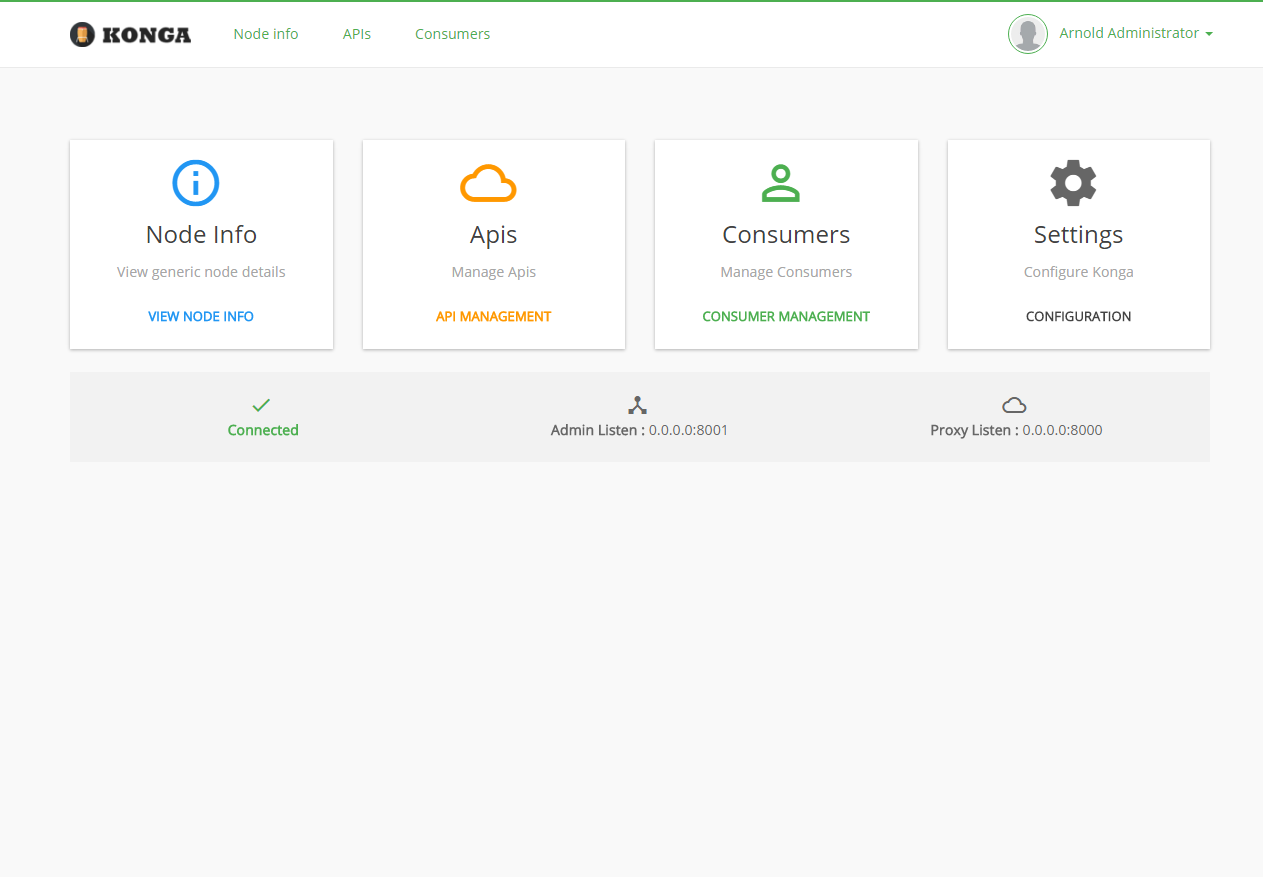 KONGA Node info APIs Consumers Arnold Administrator
Node Info Apis Consumers Settings
View generic node details Manage Apis Manage Consumers Configure Konga
VIEW NODE INFO API MANAGEMENT CONSUMER MANAGEMENT CONFIGURATION
Connected Admin Listen : 0.0.0.0:8001 Proxy Listen : 0.0.0.0:8000